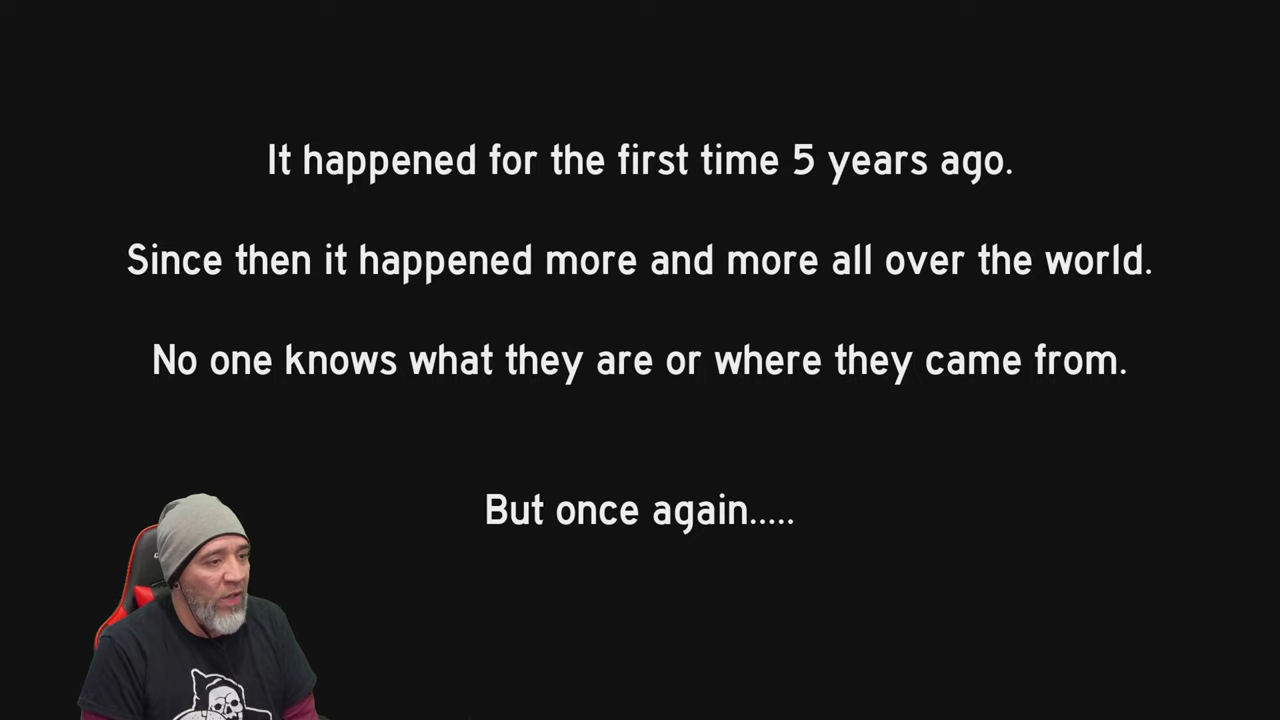 It happened for the first time 5 years ago.
Since then it happened more and more all over the world.
No one knows what they are or where they came from.
But once again.....